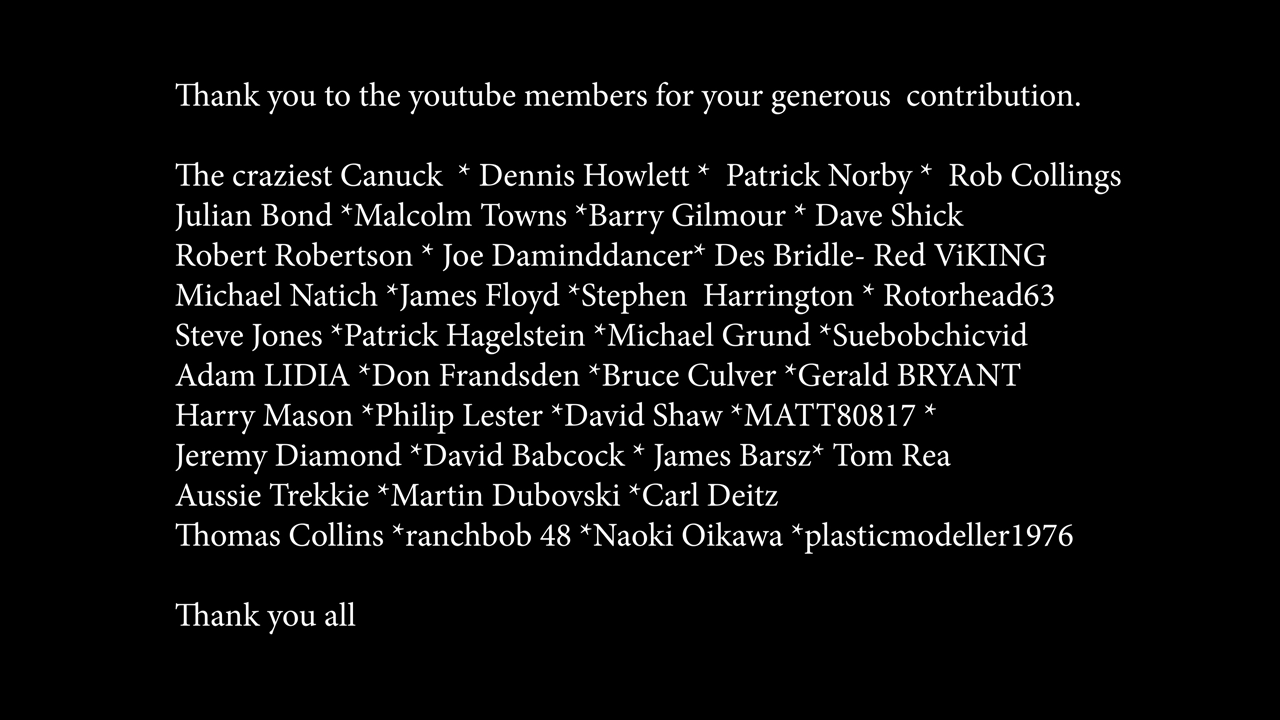 Thank you to the youtube members for your generous  contribution.
The craziest Canuck  * Dennis Howlett *  Patrick Norby *  Rob Collings
Julian Bond *Malcolm Towns *Barry Gilmour * Dave Shick
Robert Robertson * Joe Daminddancer* Des Bridle- Red ViKING
Michael Natich *James Floyd *Stephen  Harrington * Rotorhead63
Steve Jones *Patrick Hagelstein *Michael Grund *Suebobchicvid
Adam LIDIA *Don Frandsden *Bruce Culver *Gerald BRYANT
Harry Mason *Philip Lester *David Shaw *MATT80817 *
Jeremy Diamond *David Babcock * James Barsz* Tom Rea
Aussie Trekkie *Martin Dubovski *Carl Deitz
Thomas Collins *ranchbob 48 *Naoki Oikawa *plasticmodeller1976
Thank you all